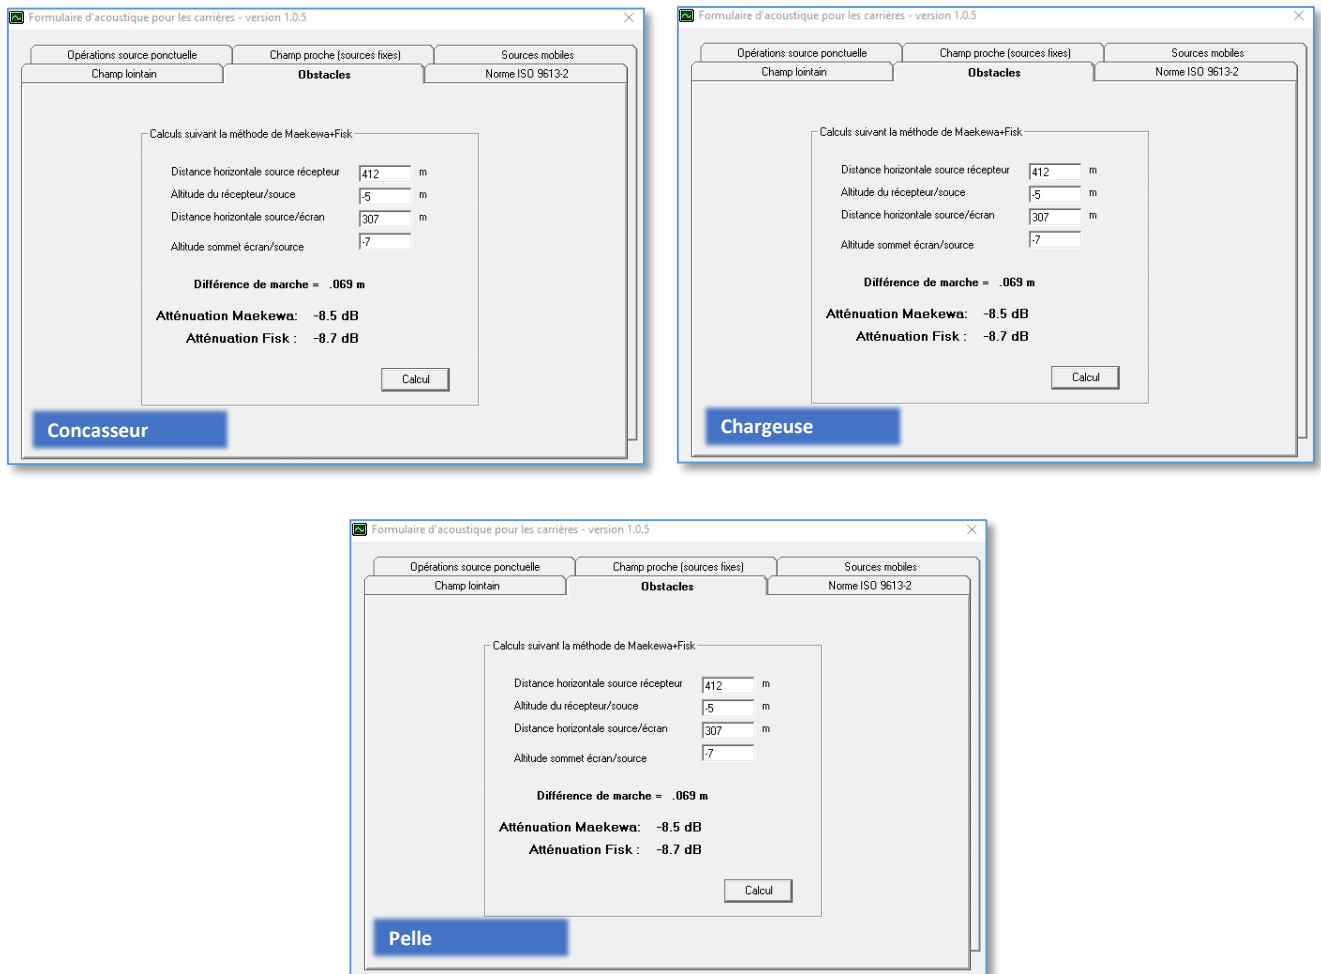 Formulaire d'acoustique pour les carrières - version 1.0.5
Opérations source ponctuelle
Champ proche (sources fixes)
Sources mobiles
Champ lointain
Obstacles
Norme ISO 9613-2
Calculs suivant la méthode de Maekewa+Fisk
Distance horizontale source récepteur 412 m
Altitude du récepteur/souce -5 m
Distance horizontale source/écran 307 m
Altitude sommet écran/source -7
Différence de marche = .069 m
Atténuation Maekewa: -8.5 dB
Atténuation Fisk : -8.7 dB
Calcul
Concasseur
Formulaire d'acoustique pour les carrières - version 1.0.5
Opérations source ponctuelle
Champ proche (sources fixes)
Sources mobiles
Champ lointain
Obstacles
Norme ISO 9613-2
Calculs suivant la méthode de Maekewa+Fisk
Distance horizontale source récepteur 412 m
Altitude du récepteur/souce -5 m
Distance horizontale source/écran 307 m
Altitude sommet écran/source -7
Différence de marche = .069 m
Atténuation Maekewa: -8.5 dB
Atténuation Fisk : -8.7 dB
Calcul
Chargeuse
Formulaire d'acoustique pour les carrières - version 1.0.5
Opérations source ponctuelle
Champ proche (sources fixes)
Sources mobiles
Champ lointain
Obstacles
Norme ISO 9613-2
Calculs suivant la méthode de Maekewa+Fisk
Distance horizontale source récepteur 412 m
Altitude du récepteur/souce -5 m
Distance horizontale source/écran 307 m
Altitude sommet écran/source -7
Différence de marche = .069 m
Atténuation Maekewa: -8.5 dB
Atténuation Fisk : -8.7 dB
Calcul
Pelle